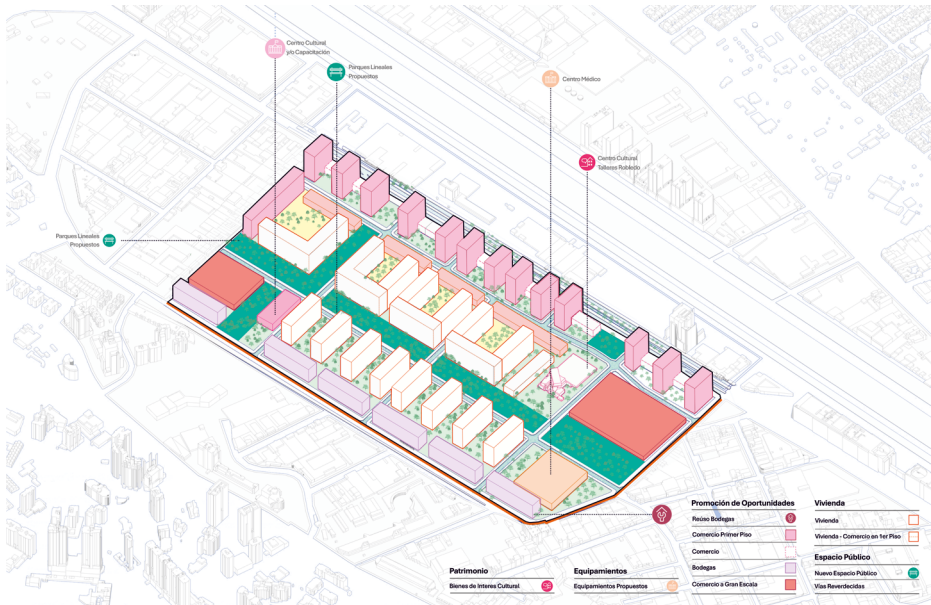 Centro Cultural
y/o Capacitación
Parques Lineales
Propuestos
Centro Médico
Centro Cultural
Talleres Robledo
Parques Lineales
Propuestos
Promoción de Oportunidades
Reúso Bodegas
Comercio Primer Piso
Comercio
Bodegas
Comercio a Gran Escala
Vivienda
Vivienda
Vivienda - Comercio en 1er Piso
Espacio Público
Nuevo Espacio Público
Vías Reverdecidas
Patrimonio
Bienes de Interes Cultural
Equipamientos
Equipamientos Propuestos